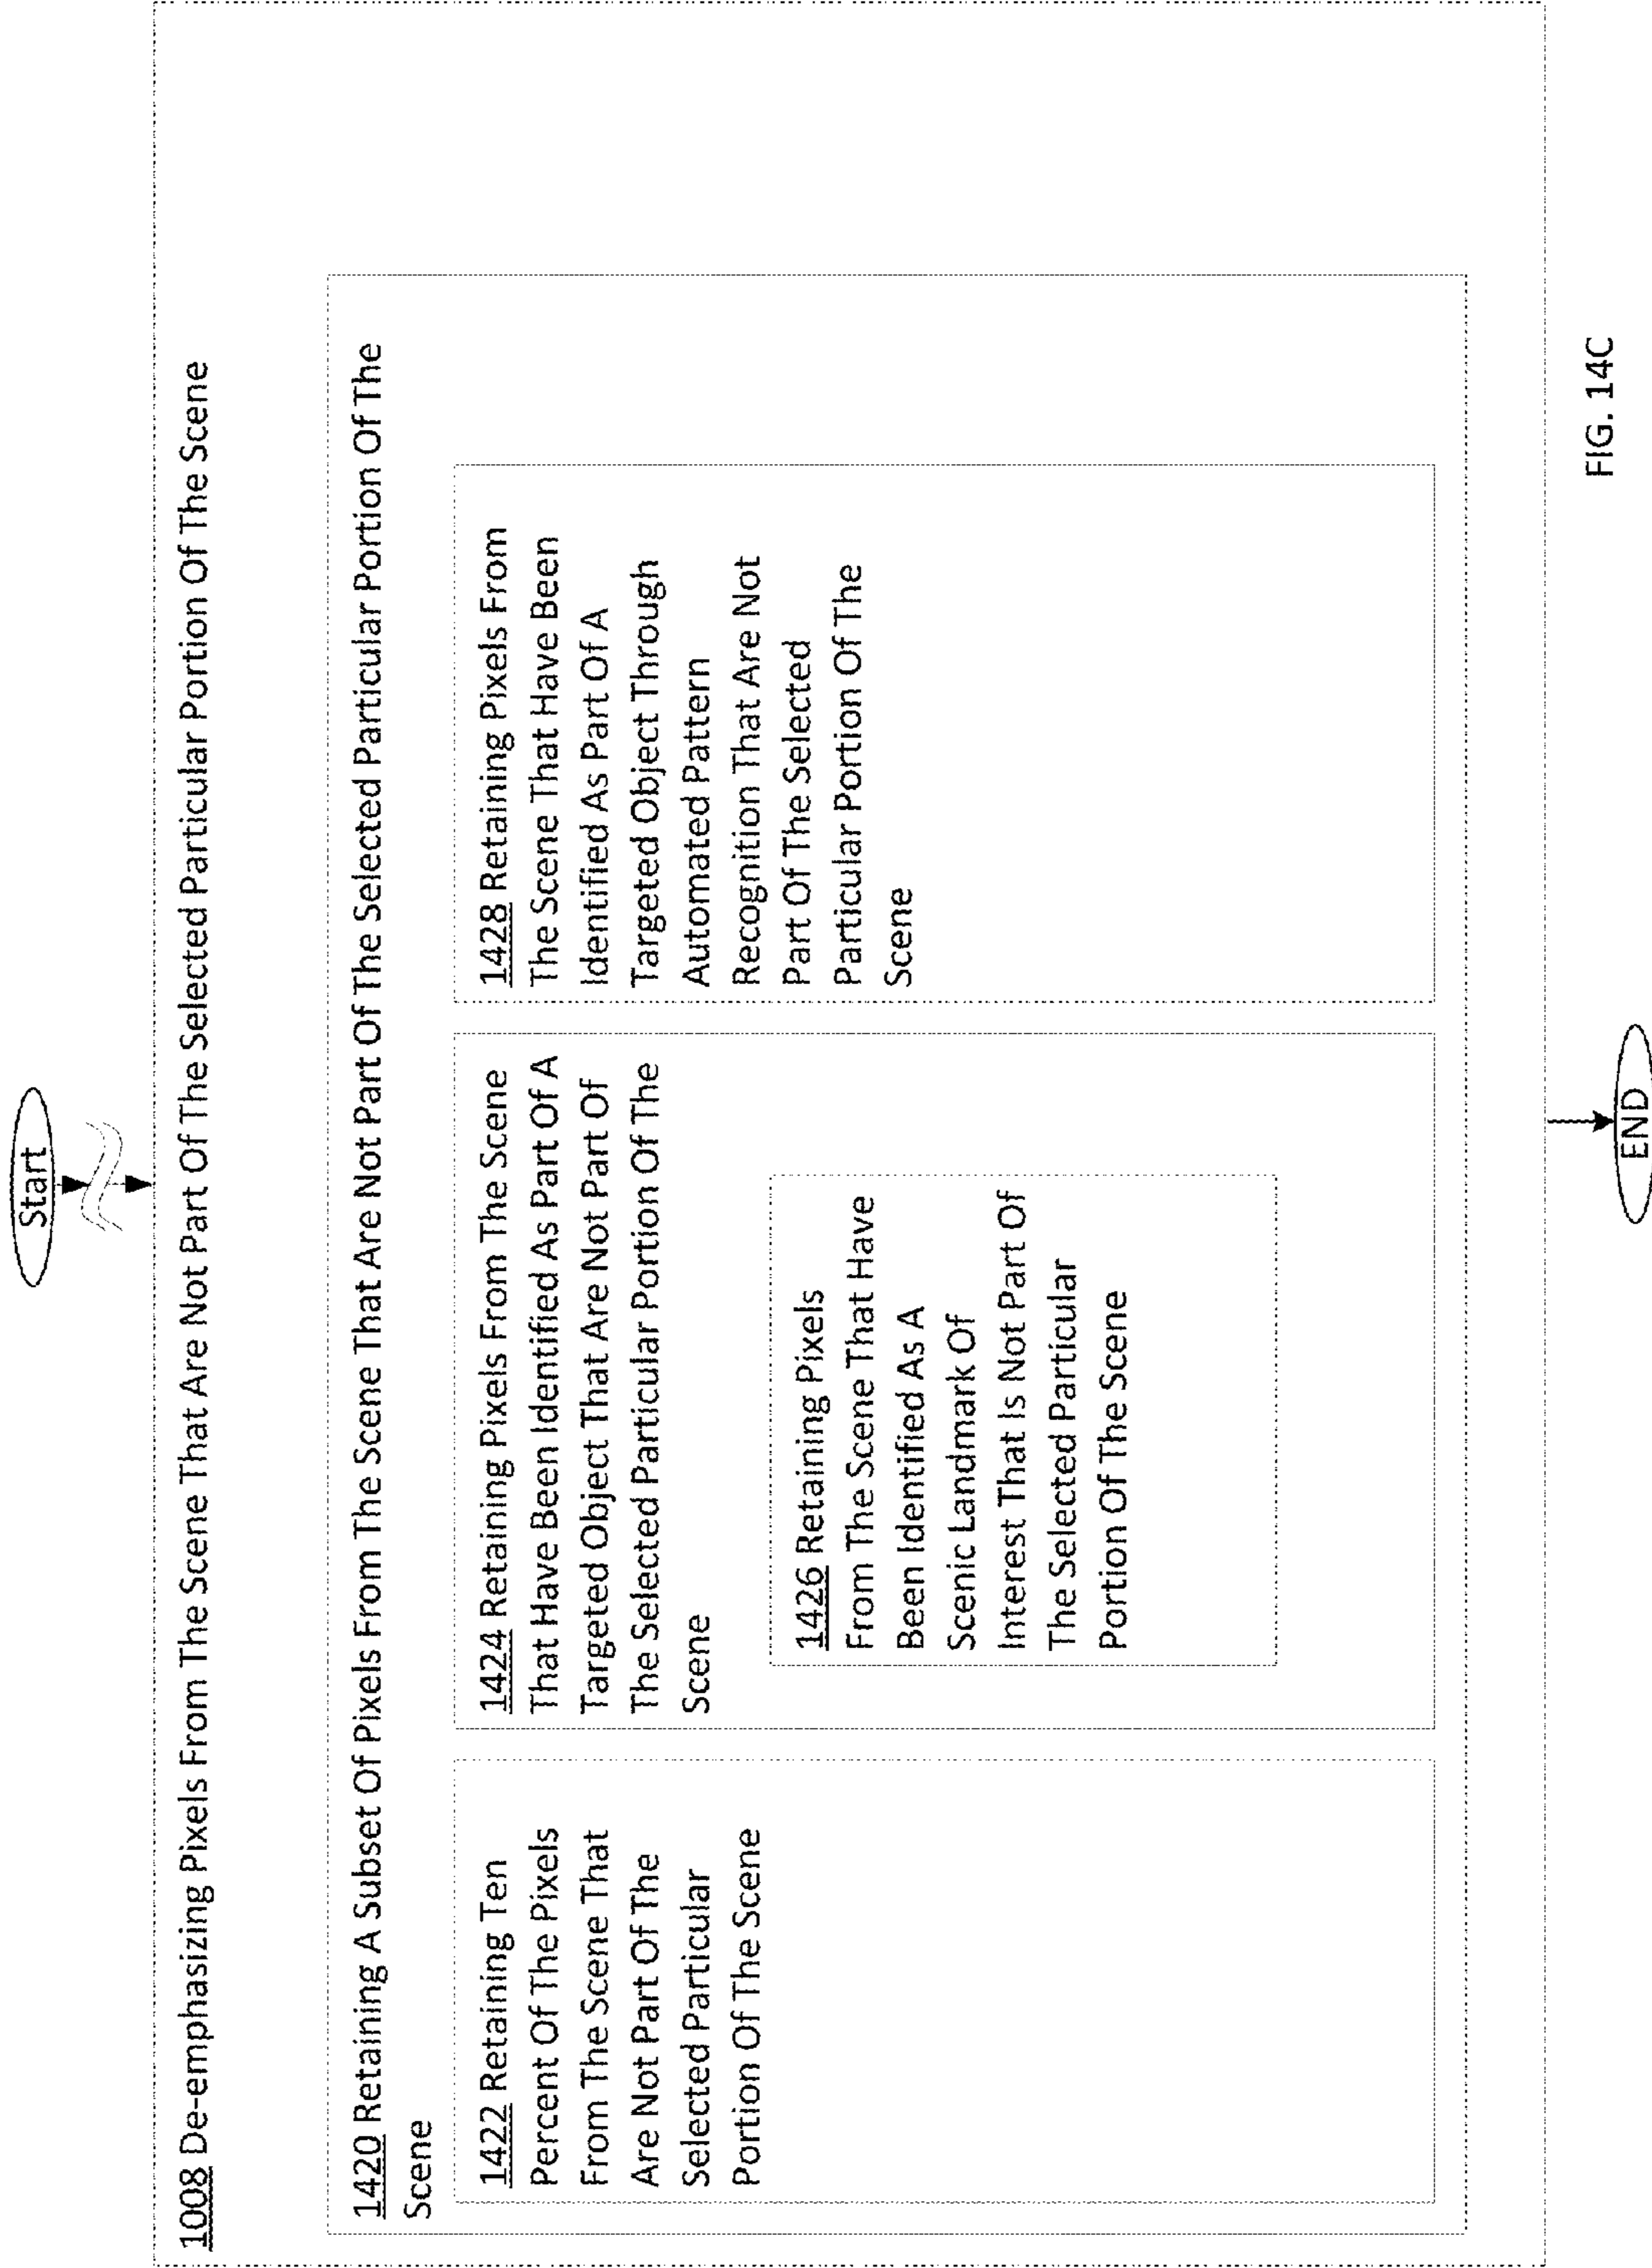 Start
1008 De-emphasizing Pixels From The Scene That Are Not Part Of The Selected Particular Portion Of The Scene
1420 Retaining A Subset Of Pixels From The Scene That Are Not Part Of The Selected Particular Portion Of The
Scene
1422 Retaining Ten
Percent Of The Pixels
From The Scene That
Are Not Part Of The
Selected Particular
Portion Of The Scene
1424 Retaining Pixels From The Scene
That Have Been Identified As Part Of A
Targeted Object That Are Not Part Of
The Selected Particular Portion Of The
Scene
1426 Retaining Pixels
From The Scene That Have
Been Identified As A
Scenic Landmark Of
Interest That Is Not Part Of
The Selected Particular
Portion Of The Scene
1428 Retaining Pixels From
The Scene That Have Been
Identified As Part Of A
Targeted Object Through
Automated Pattern
Recognition That Are Not
Part Of The Selected
Particular Portion Of The
Scene
END
FIG. 14C